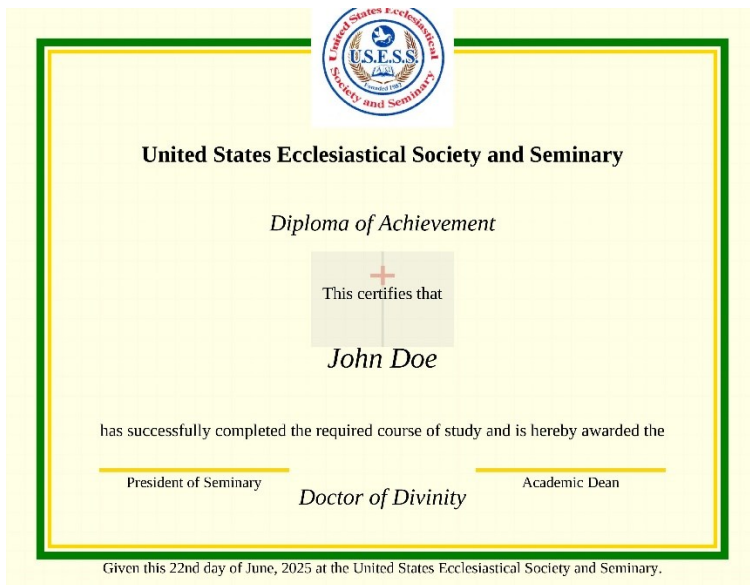 United States Ecclesiastical
U.S.E.S.S.
Founded 1987
Society and Seminary
United States Ecclesiastical Society and Seminary
Diploma of Achievement
This certifies that
John Doe
has successfully completed the required course of study and is hereby awarded the
President of Seminary Academic Dean
Doctor of Divinity
Given this 22nd day of June, 2025 at the United States Ecclesiastical Society and Seminary.